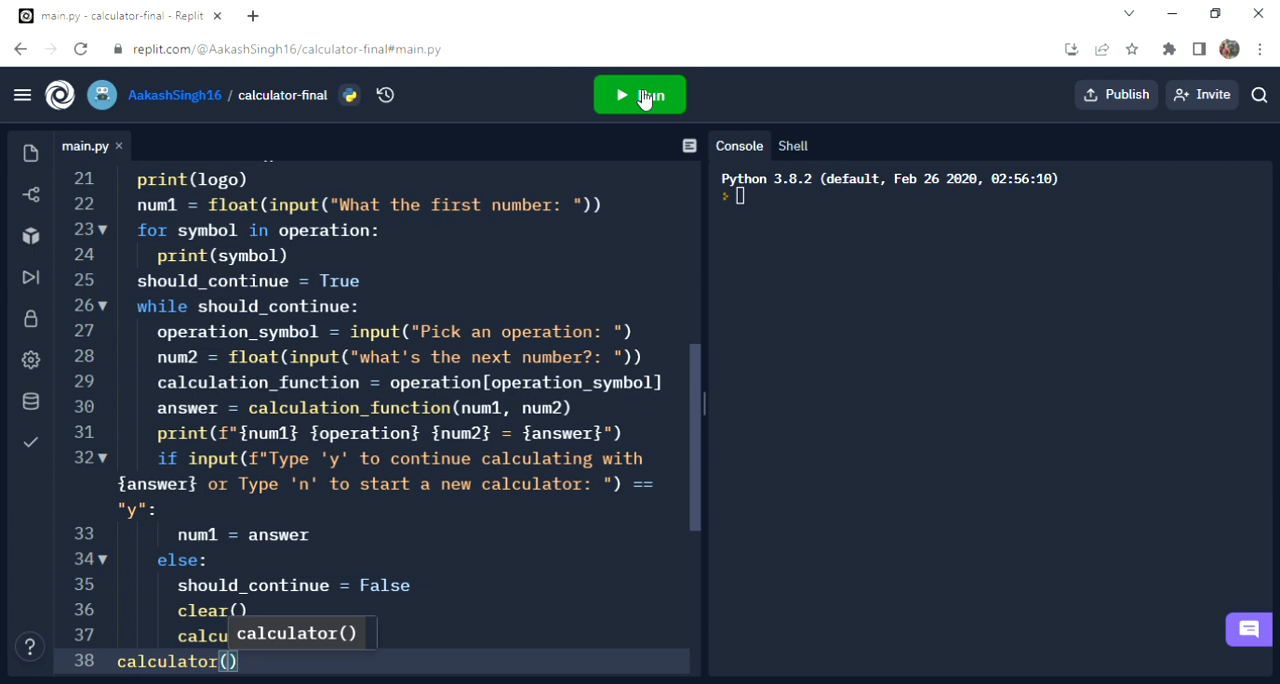 main.py - calculator-final - Replit
replit.com/@AakashSingh16/calculator-final#main.py
AakashSingh16 / calculator-final
Publish
Invite
main.py
Console
Shell
21 print(logo)
22 num1 = float(input("What the first number: "))
23 for symbol in operation:
24 print(symbol)
25 should_continue = True
26 while should_continue:
27 operation_symbol = input("Pick an operation: ")
28 num2 = float(input("what's the next number?: "))
29 calculation_function = operation[operation_symbol]
30 answer = calculation_function(num1, num2)
31 print(f"{num1} {operation} {num2} = {answer}")
32 if input(f"Type 'y' to continue calculating with
{answer} or Type 'n' to start a new calculator: ") ==
"y":
33 num1 = answer
34 else:
35 should_continue = False
36 clear()
37 calcu
calculator()
38 calculator()
Python 3.8.2 (default, Feb 26 2020, 02:56:10)